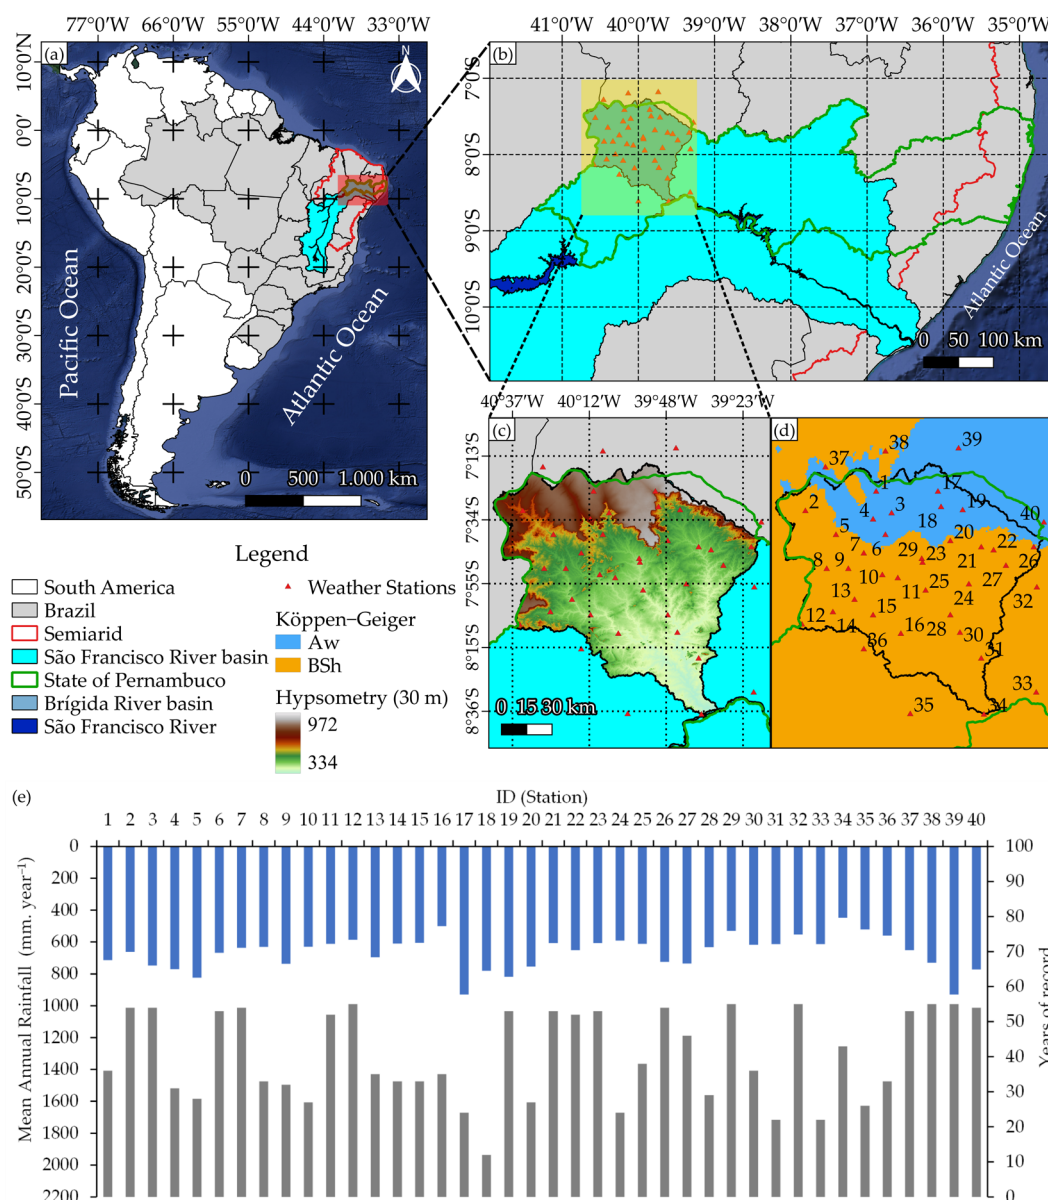 77°0'W 66°0'W 55°0'W 44°0'W 33°0'W
(a)
N
10°0'N
0°0'
10°0'S
20°0'S
30°0'S
40°0'S
50°0'S
Pacific Ocean
Atlantic Ocean
0 500 1.000 km
41°0'W 40°0'W 39°0'W 38°0'W 37°0'W 36°0'W 35°0'W
(b)
7°0'S
8°0'S
9°0'S
10°0'S
Atlantic Ocean
0 50 100 km
40°37'W 40°12'W 39°48'W 39°23'W
(c)
7°13'S
7°34'S
7°55'S
8°15'S
8°36'S
0 15 30 km
(d)
38 39
37
1 17
2 4 3 19
18 40
5 20
7 6 29 23 22
8 9 21 26
10 25 27
13 11 32
12 15 24
14 16 28 30
36 31
33
35 34
Legend
South America
Brazil
Semiarid
São Francisco River basin
State of Pernambuco
Brígida River basin
São Francisco River
Weather Stations
Köppen–Geiger
Aw
BSh
Hypsometry (30 m)
972
334
(e)
ID (Station)
1 2 3 4 5 6 7 8 9 10 11 12 13 14 15 16 17 18 19 20 21 22 23 24 25 26 27 28 29 30 31 32 33 34 35 36 37 38 39 40
Mean Annual Rainfall (mm. year⁻¹)
0
200
400
600
800
1000
1200
1400
1600
1800
2000
2200
100
90
80
70
60
50
40
30
20
10
0
Years of record